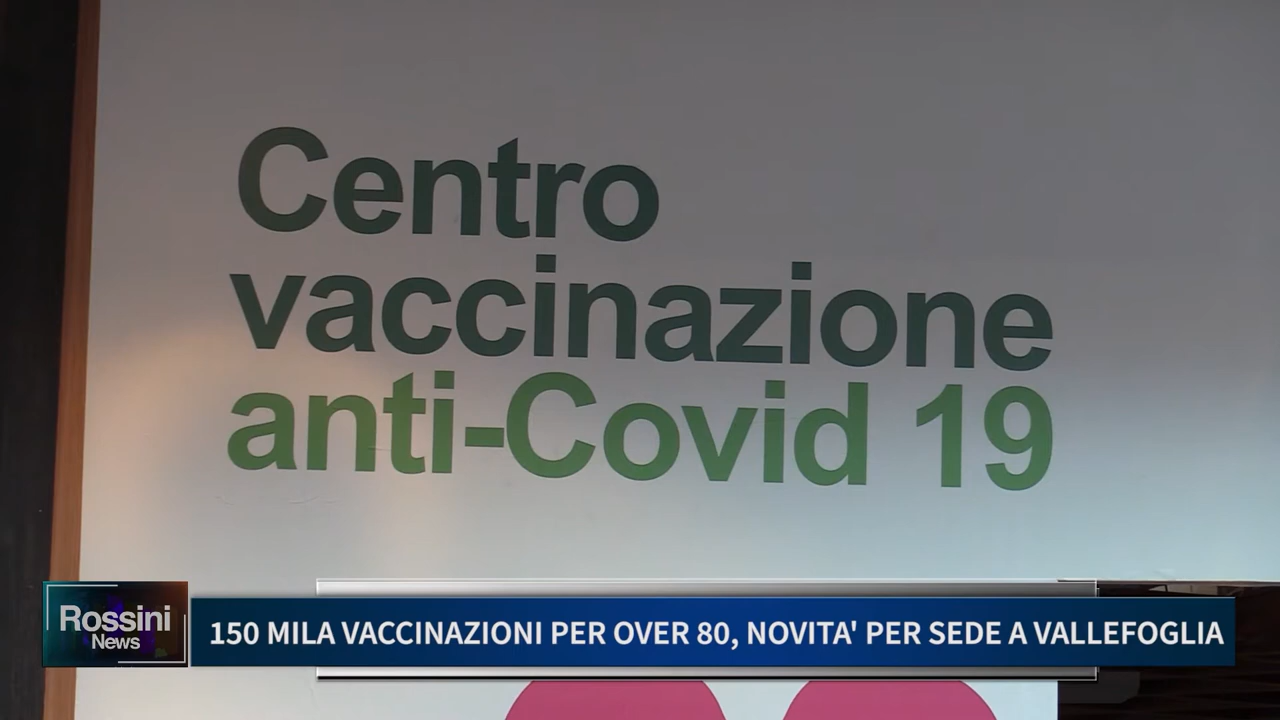 Centro
vaccinazione
anti-Covid 19
Rossini
News
150 MILA VACCINAZIONI PER OVER 80, NOVITA' PER SEDE A VALLEFOGLIA